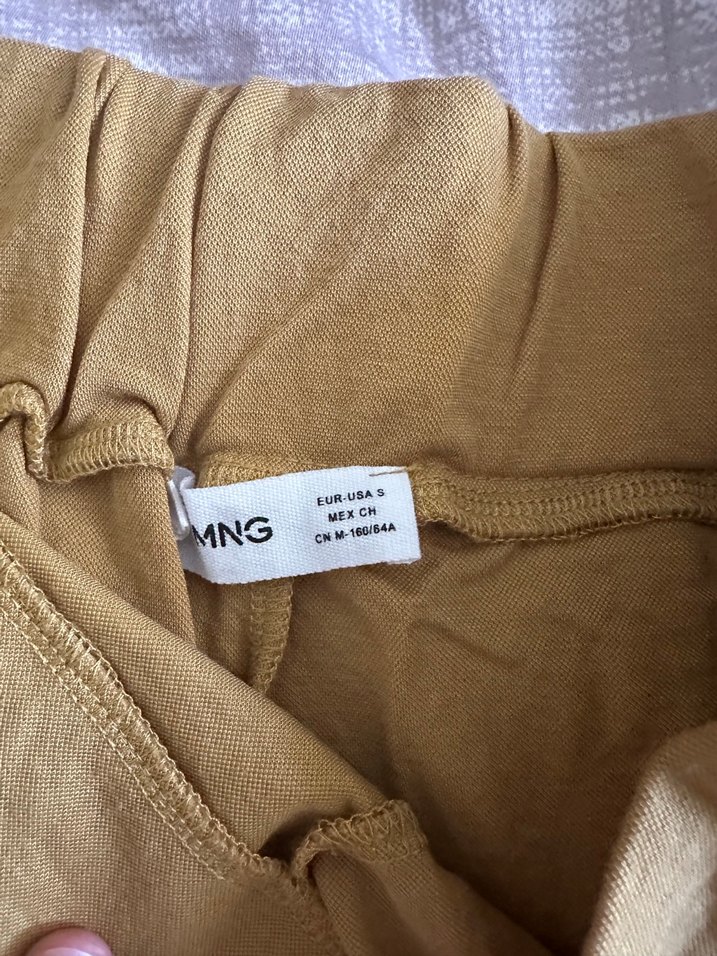 MNG
EUR-USA S
MEX CH
CN M-160/64A